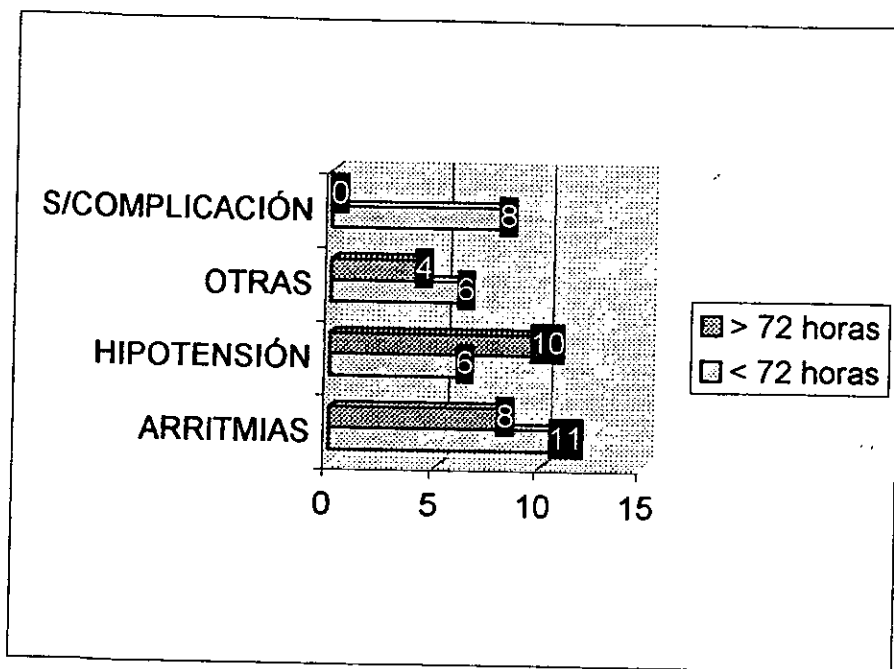 S/COMPLICACIÓN
0
8
OTRAS
4
6
HIPOTENSIÓN
10
6
ARRITMIAS
8
11
0 5 10 15
> 72 horas
< 72 horas